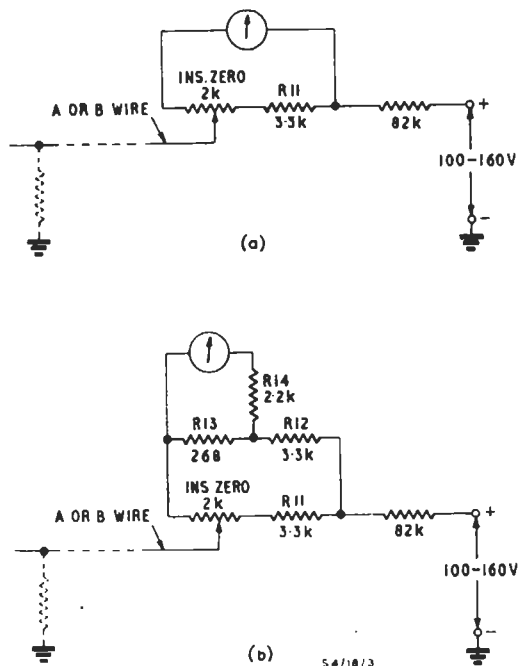 INS. ZERO
2k
R11
3·3k
A OR B WIRE
82k
+
100-160V
-
(a)
R14
2·2k
R13
268
R12
3·3k
INS ZERO
2k
R11
3·3k
A OR B WIRE
82k
+
100-160V
-
(b)
S4/18/3